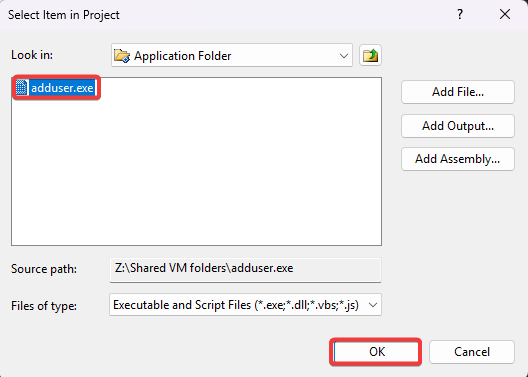 Select Item in Project
?
Look in:
Application Folder
adduser.exe
Add File...
Add Output...
Add Assembly...
Source path:
Z:\Shared VM folders\adduser.exe
Files of type:
Executable and Script Files (*.exe;*.dll;*.vbs;*.js)
OK
Cancel